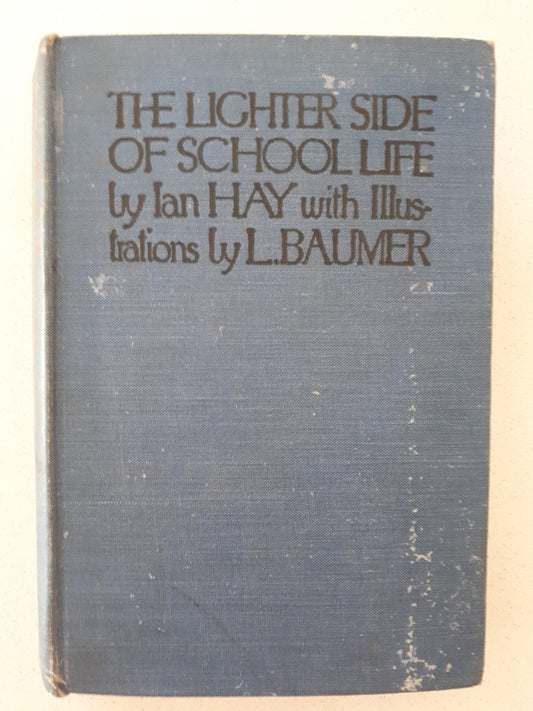 THE LIGHTER SIDE
OF SCHOOL LIFE
by Ian HAY with Illus-
trations by L. BAUMER